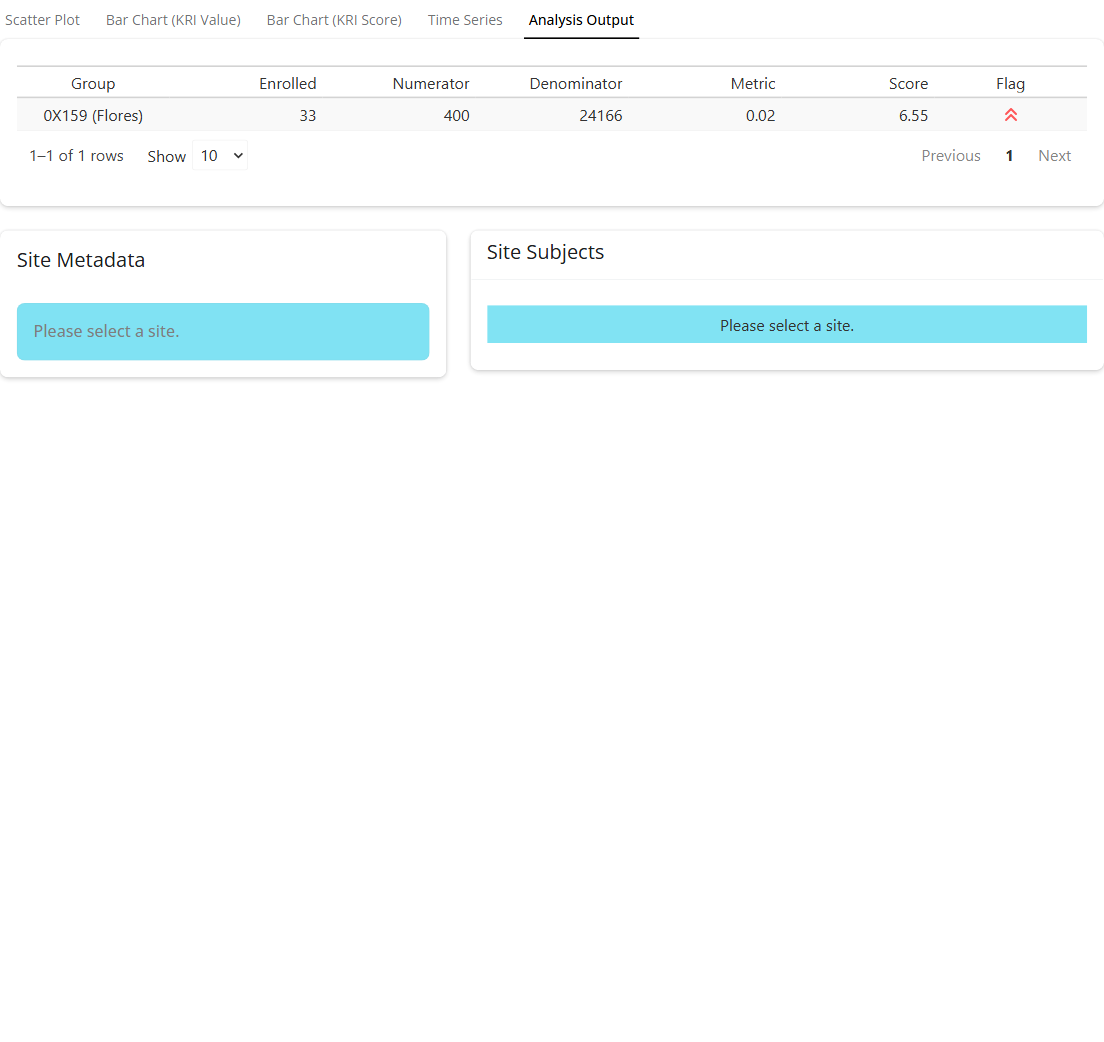 Scatter Plot Bar Chart (KRI Value) Bar Chart (KRI Score) Time Series Analysis Output
Group Enrolled Numerator Denominator Metric Score Flag
0X159 (Flores) 33 400 24166 0.02 6.55
1–1 of 1 rows Show 10 Previous 1 Next
Site Metadata
Please select a site.
Site Subjects
Please select a site.